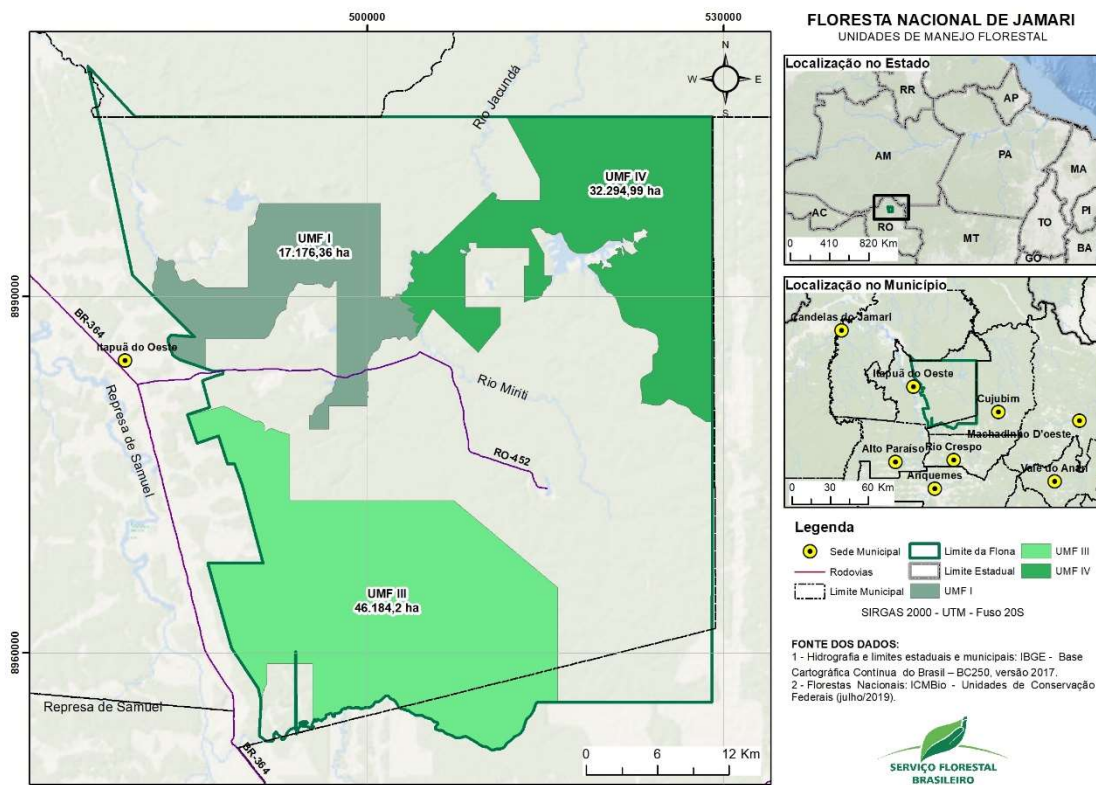 FLORESTA NACIONAL DE JAMARI
UNIDADES DE MANEJO FLORESTAL
500000
530000
8990000
8960000
N
W
E
S
Rio Jacundá
UMF IV
32.294,99 ha
UMF I
17.176,36 ha
BR-364
Itapuã do Oeste
Represa de Samuel
Rio Miriti
RO-452
UMF III
46.184,2 ha
Represa de Samuel
BR-364
0 6 12 Km
Localização no Estado
RR
AP
AM
PA
MA
AC
RO
MT
TO
PI
BA
GO
0 410 820 Km
Localização no Município
Candeias do Jamari
Itapuã do Oeste
Cujubim
Machadinho D'oeste
Alto Paraíso
Rio Crespo
Ariquemes
Vale do Anari
0 30 60 Km
Legenda
Sede Municipal
Rodovias
Limite Municipal
Limite da Flona
Limite Estadual
UMF I
UMF III
UMF IV
SIRGAS 2000 - UTM - Fuso 20S
FONTE DOS DADOS:
1 - Hidrografia e limites estaduais e municipais: IBGE - Base
Cartográfica Contínua do Brasil – BC250, versão 2017.
2 - Florestas Nacionais: ICMBio - Unidades de Conservação
Federais (julho/2019).
SERVIÇO FLORESTAL
BRASILEIRO